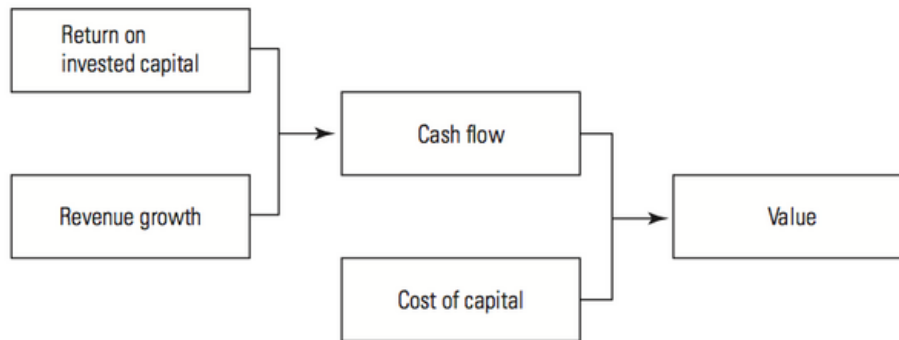 Return on
invested capital
Cash flow
Revenue growth
Value
Cost of capital